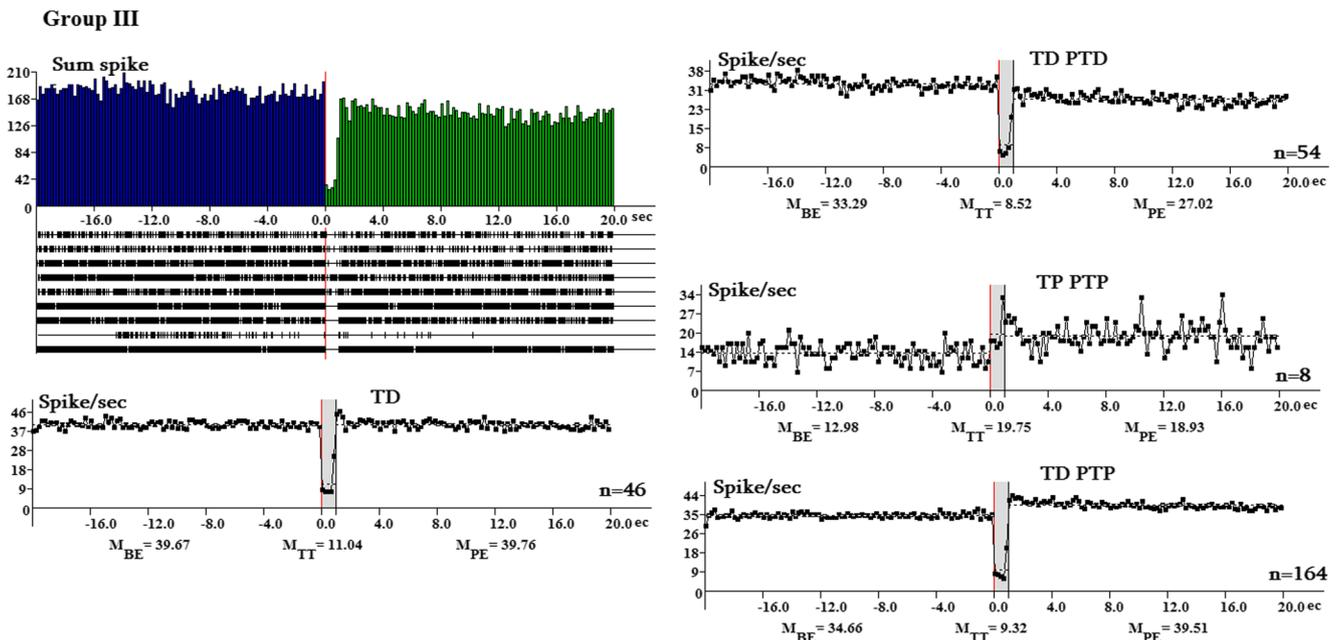 Group III
Sum spike
210
168
126
84
42
0
-16.0 -12.0 -8.0 -4.0 0.0 4.0 8.0 12.0 16.0 20.0 sec
Spike/sec TD
46
37
28
18
9
0
n=46
-16.0 -12.0 -8.0 -4.0 0.0 4.0 8.0 12.0 16.0 20.0 ec
MBE= 39.67 MTT= 11.04 MPE= 39.76
Spike/sec TD PTD
38
31
23
15
8
0
n=54
-16.0 -12.0 -8.0 -4.0 0.0 4.0 8.0 12.0 16.0 20.0 ec
MBE= 33.29 MTT= 8.52 MPE= 27.02
Spike/sec TP PTP
34
27
20
14
7
0
n=8
-16.0 -12.0 -8.0 -4.0 0.0 4.0 8.0 12.0 16.0 20.0 ec
MBE= 12.98 MTT= 19.75 MPE= 18.93
Spike/sec TD PTP
44
35
26
18
9
0
n=164
-16.0 -12.0 -8.0 -4.0 0.0 4.0 8.0 12.0 16.0 20.0 ec
MBE= 34.66 MTT= 9.32 MPE= 39.51